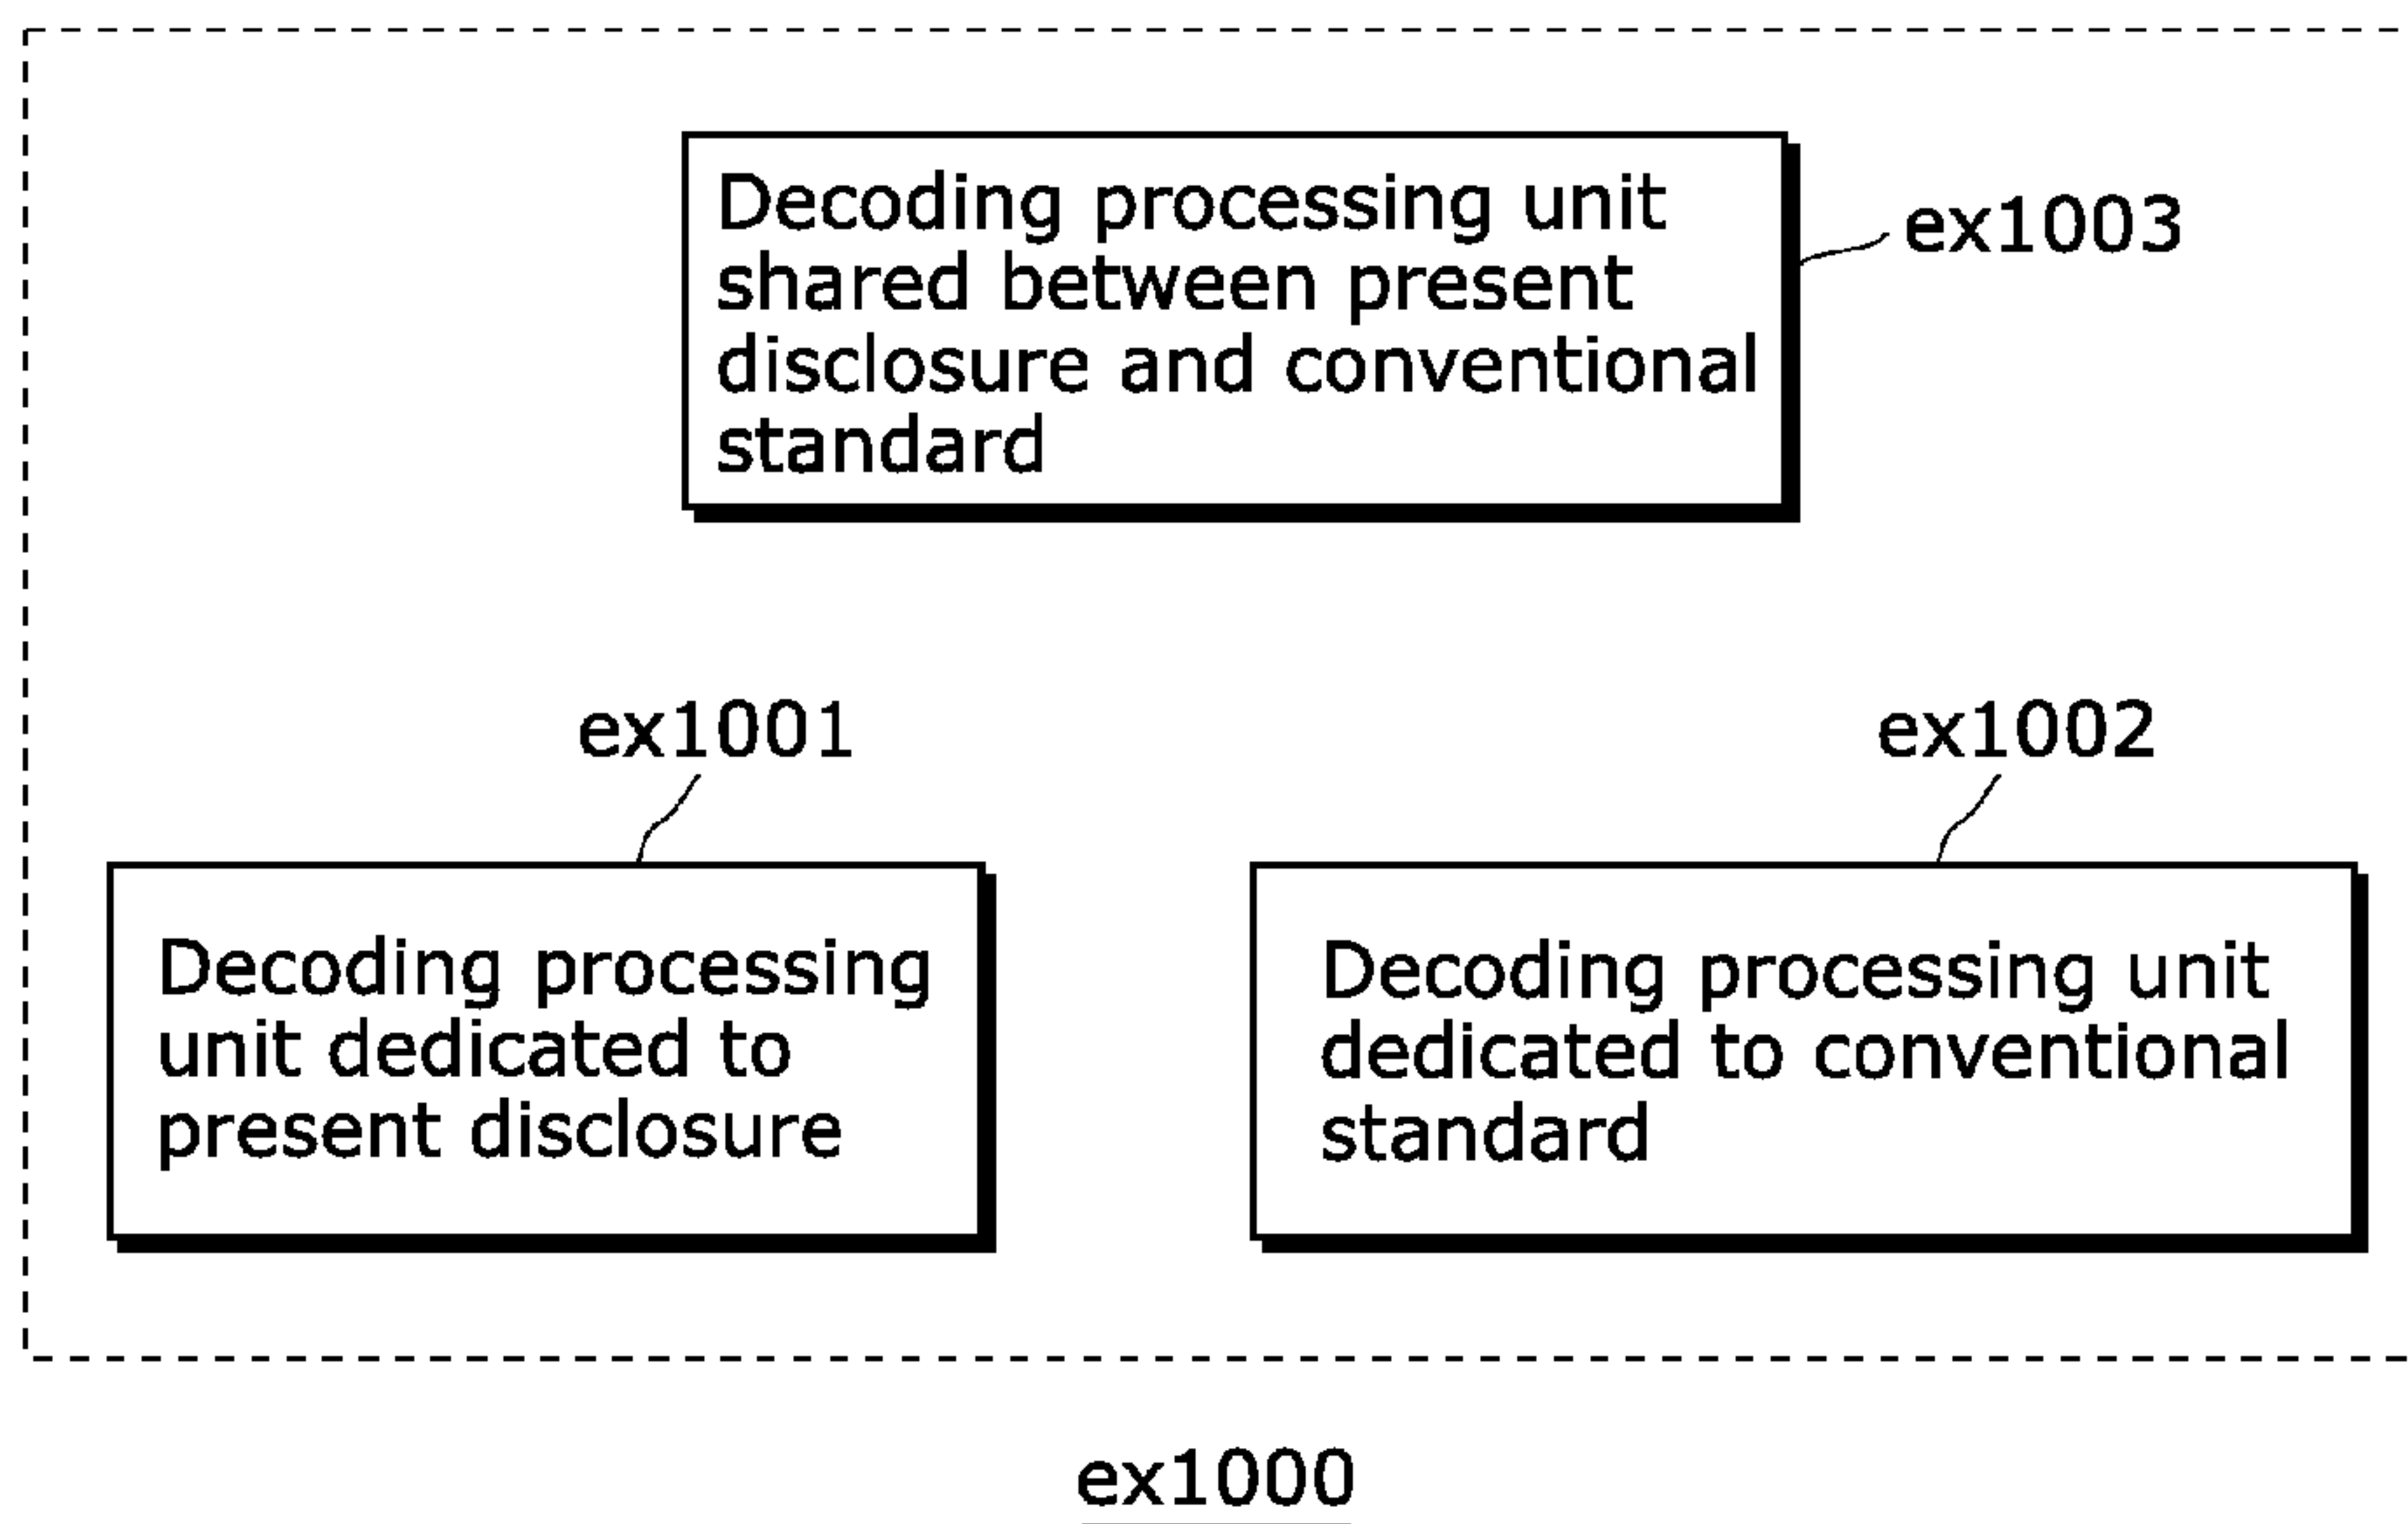 Decoding processing unit
shared between present
disclosure and conventional
standard
ex1003
ex1001
ex1002
Decoding processing
unit dedicated to
present disclosure
Decoding processing unit
dedicated to conventional
standard
ex1000